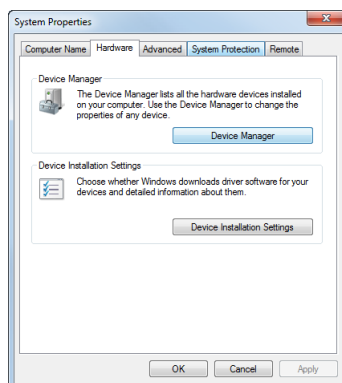 System Properties
Computer Name Hardware Advanced System Protection Remote
Device Manager
The Device Manager lists all the hardware devices installed
on your computer. Use the Device Manager to change the
properties of any device.
Device Manager
Device Installation Settings
Choose whether Windows downloads driver software for your
devices and detailed information about them.
Device Installation Settings
OK Cancel Apply